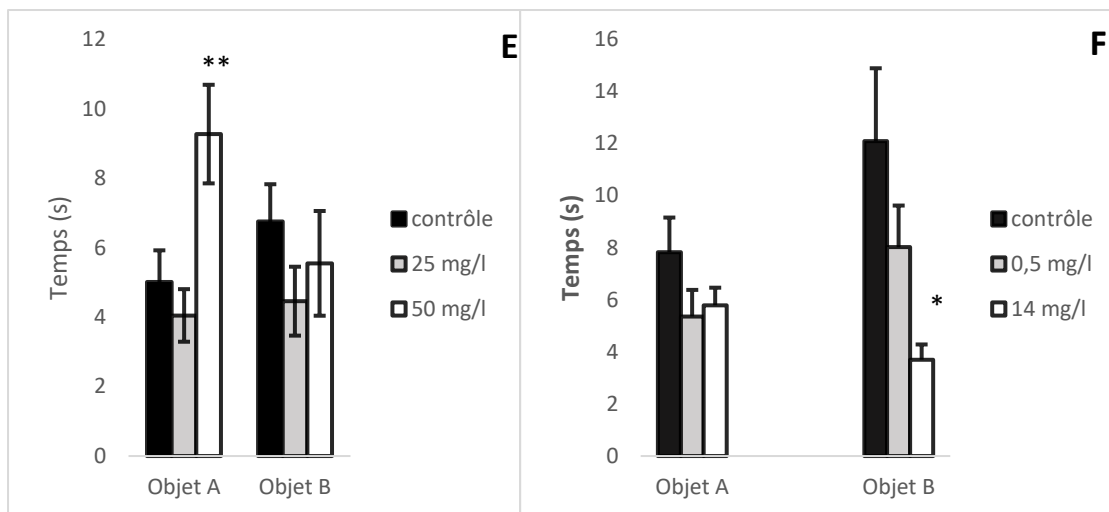 E
Temps (s)
12
10
8
6
4
2
0
**
Objet A
Objet B
contrôle
25 mg/l
50 mg/l
F
Temps (s)
16
14
12
10
8
6
4
2
0
*
Objet A
Objet B
contrôle
0,5 mg/l
14 mg/l